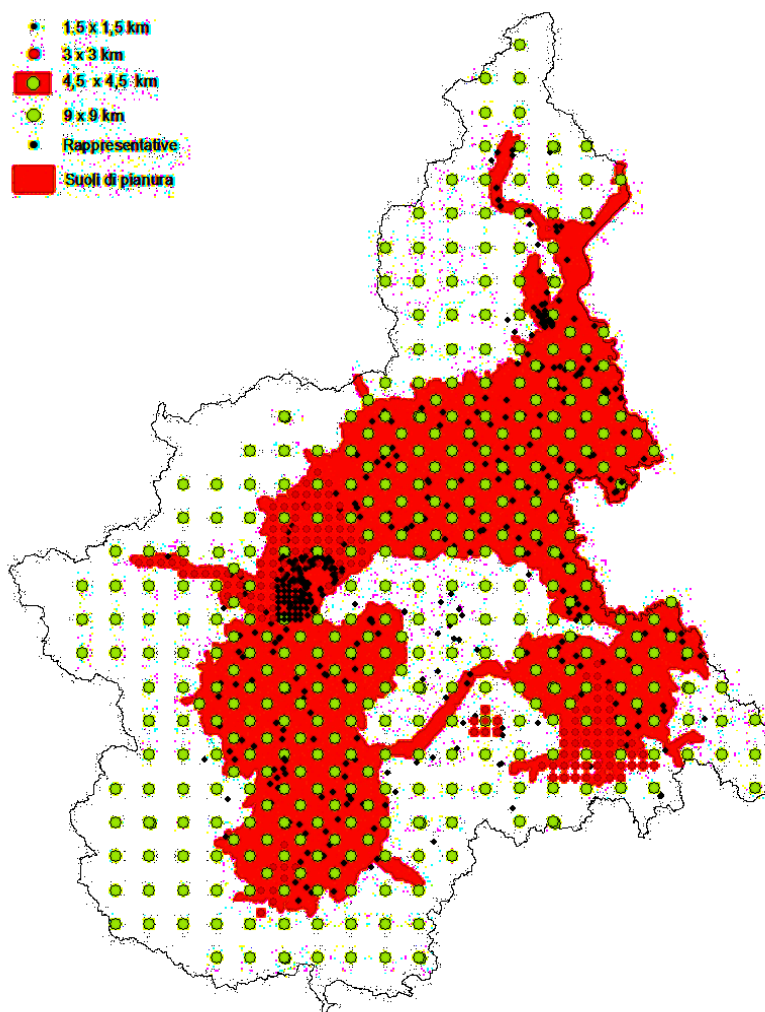 1.5 x 1,5 km
3 x 3 km
4,5 x 4,5 km
9 x 9 km
Rappresentative
Suoli di pianura